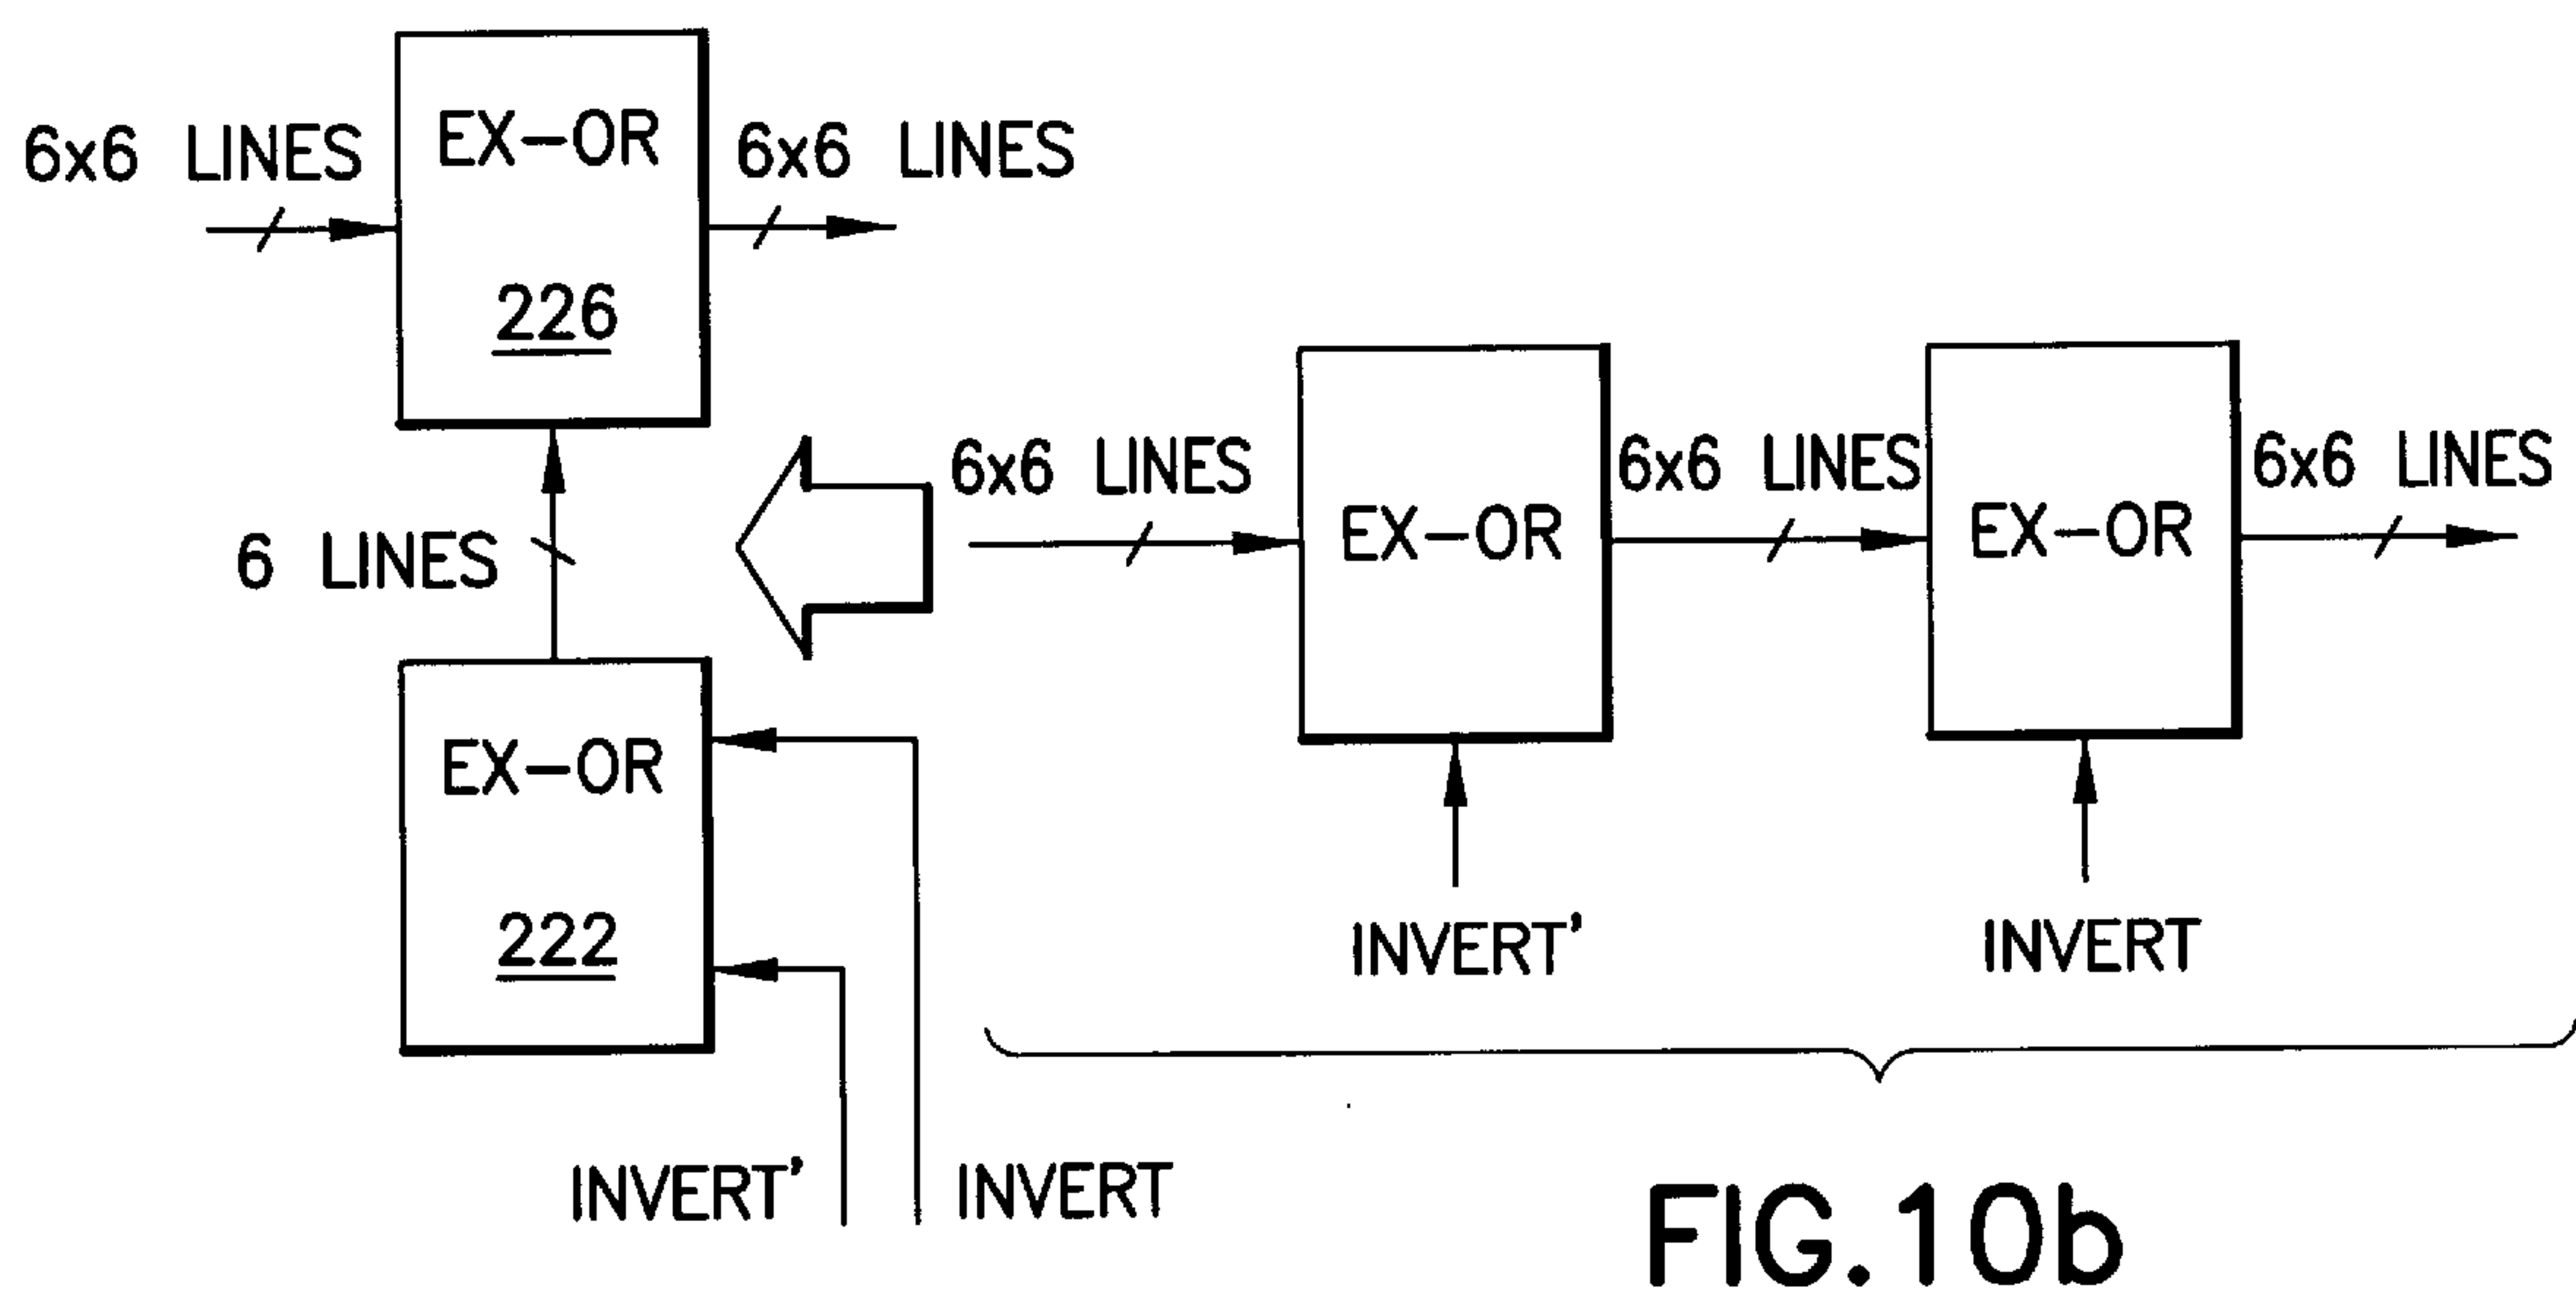 EX-OR
6x6 LINES
6x6 LINES
226
6 LINES
EX-OR
222
INVERT'
INVERT
6x6 LINES
EX-OR
6x6 LINES
EX-OR
6x6 LINES
INVERT'
INVERT
FIG.10b